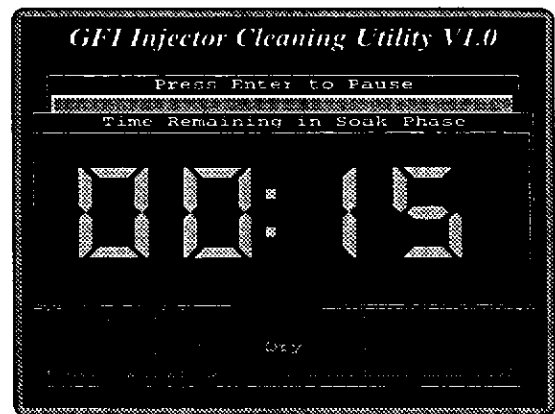 GFI Injector Cleaning Utility V1.0
Press Enter to Pause
Time Remaining in Soak Phase
00:15